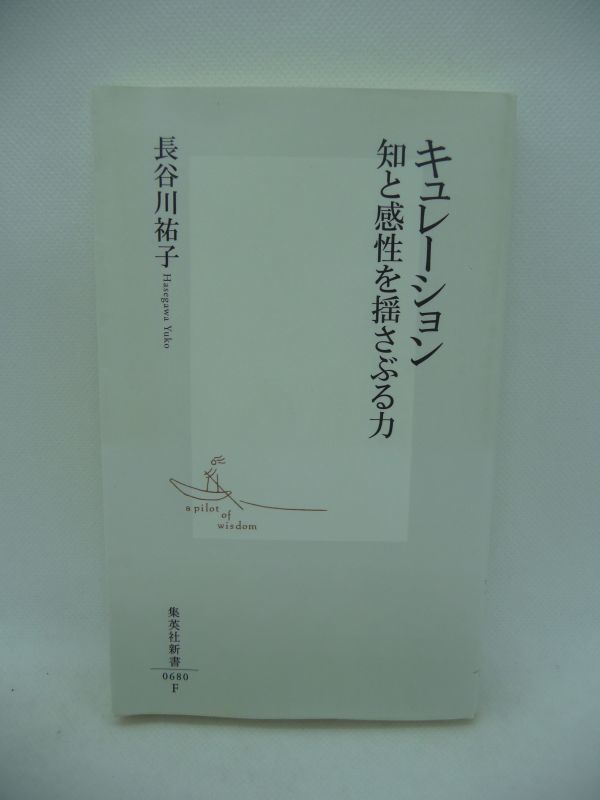 キュレーション
知と感性を揺さぶる力
長谷川祐子
Hasegawa Yuko
a pilot
of
wisdom
集英社新書
0680
F